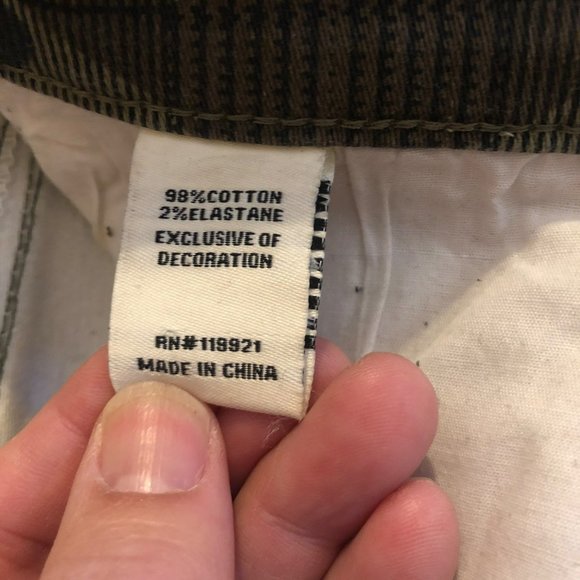 98%COTTON
2%ELASTANE
EXCLUSIVE OF
DECORATION
RN#119921
MADE IN CHINA